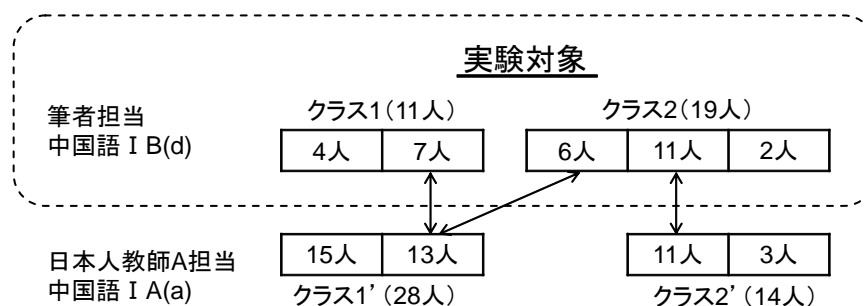 実験対象
筆者担当
中国語ⅠB(d)
クラス1(11人)
4人 7人
クラス2(19人)
6人 11人 2人
日本人教師A担当
中国語ⅠA(a)
15人 13人
クラス1’(28人)
11人 3人
クラス2’(14人)